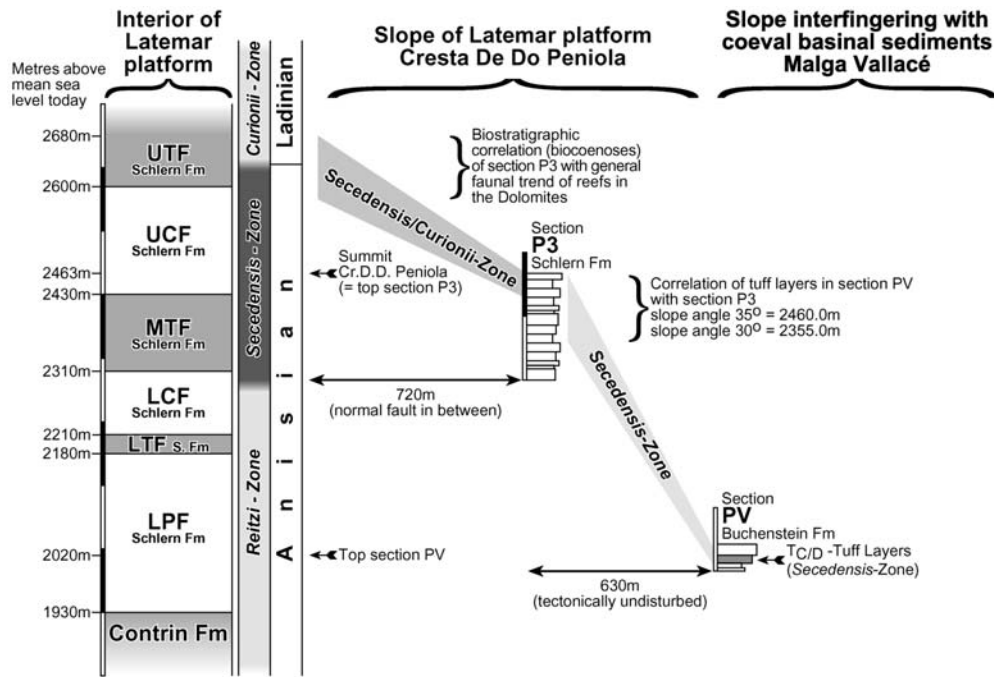 Interior of
Latemar
platform
Metres above
mean sea
level today
2680m
2600m
2463m
2430m
2310m
2210m
2180m
2020m
1930m
UTF
Schlern Fm
UCF
Schlern Fm
MTF
Schlern Fm
LCF
Schlern Fm
LTF S. Fm
LPF
Schlern Fm
Contrin Fm
Curionii - Zone
Secedensis - Zone
Reitzi - Zone
Ladinian
Anisian
Slope of Latemar platform
Cresta De Do Peniola
Biostratigraphic
correlation (biocoenoses)
of section P3 with general
faunal trend of reefs in
the Dolomites
Secedensis/Curionii-Zone
Summit
Cr.D.D. Peniola
(= top section P3)
Section
P3
Schlern Fm
720m
(normal fault in between)
Top section PV
Slope interfingering with
coeval basinal sediments
Malga Vallacé
Correlation of tuff layers in section PV
with section P3
slope angle 35º = 2460.0m
slope angle 30º = 2355.0m
Secedensis-Zone
Section
PV
Buchenstein Fm
TC/D -Tuff Layers
(Secedensis-Zone)
630m
(tectonically undisturbed)